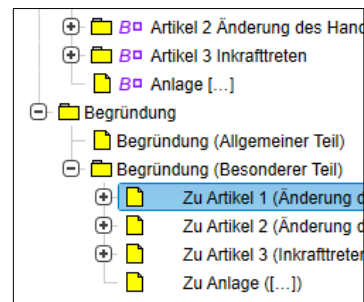 B Artikel 2 Änderung des Hand
B Artikel 3 Inkrafttreten
B Anlage [...]
Begründung
Begründung (Allgemeiner Teil)
Begründung (Besonderer Teil)
Zu Artikel 1 (Änderung d
Zu Artikel 2 (Änderung d
Zu Artikel 3 (Inkrafttreten
Zu Anlage ([...])